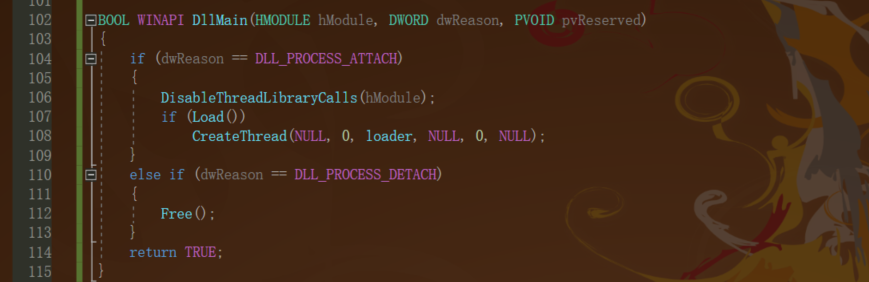 101
102 BOOL WINAPI DllMain(HMODULE hModule, DWORD dwReason, PVOID pvReserved)
103 {
104 if (dwReason == DLL_PROCESS_ATTACH)
105 {
106 DisableThreadLibraryCalls(hModule);
107 if (Load())
108 CreateThread(NULL, 0, loader, NULL, 0, NULL);
109 }
110 else if (dwReason == DLL_PROCESS_DETACH)
111 {
112 Free();
113 }
114 return TRUE;
115 }